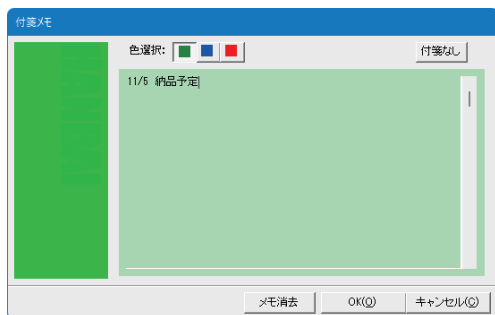 付箋メモ
色選択:
付箋なし
11/5 納品予定
メモ消去
OK(O)
キャンセル(C)